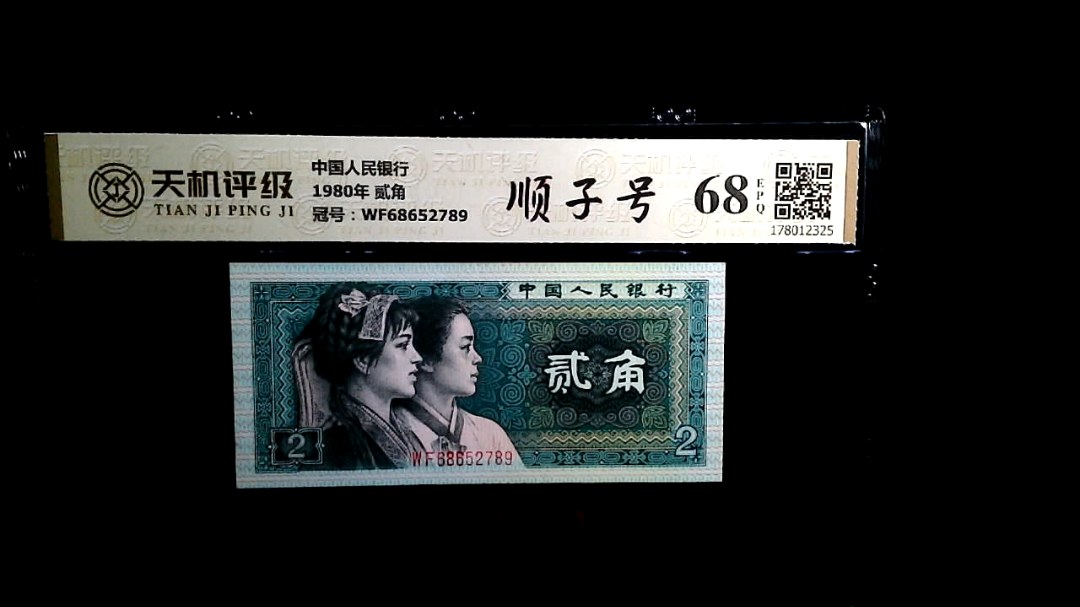 天机评级
TIAN JI PING JI
中国人民银行
1980年 贰角
冠号：WF68652789
顺子号
68
EPQ
178012325
中国人民银行
贰角
2
2
WF68652789